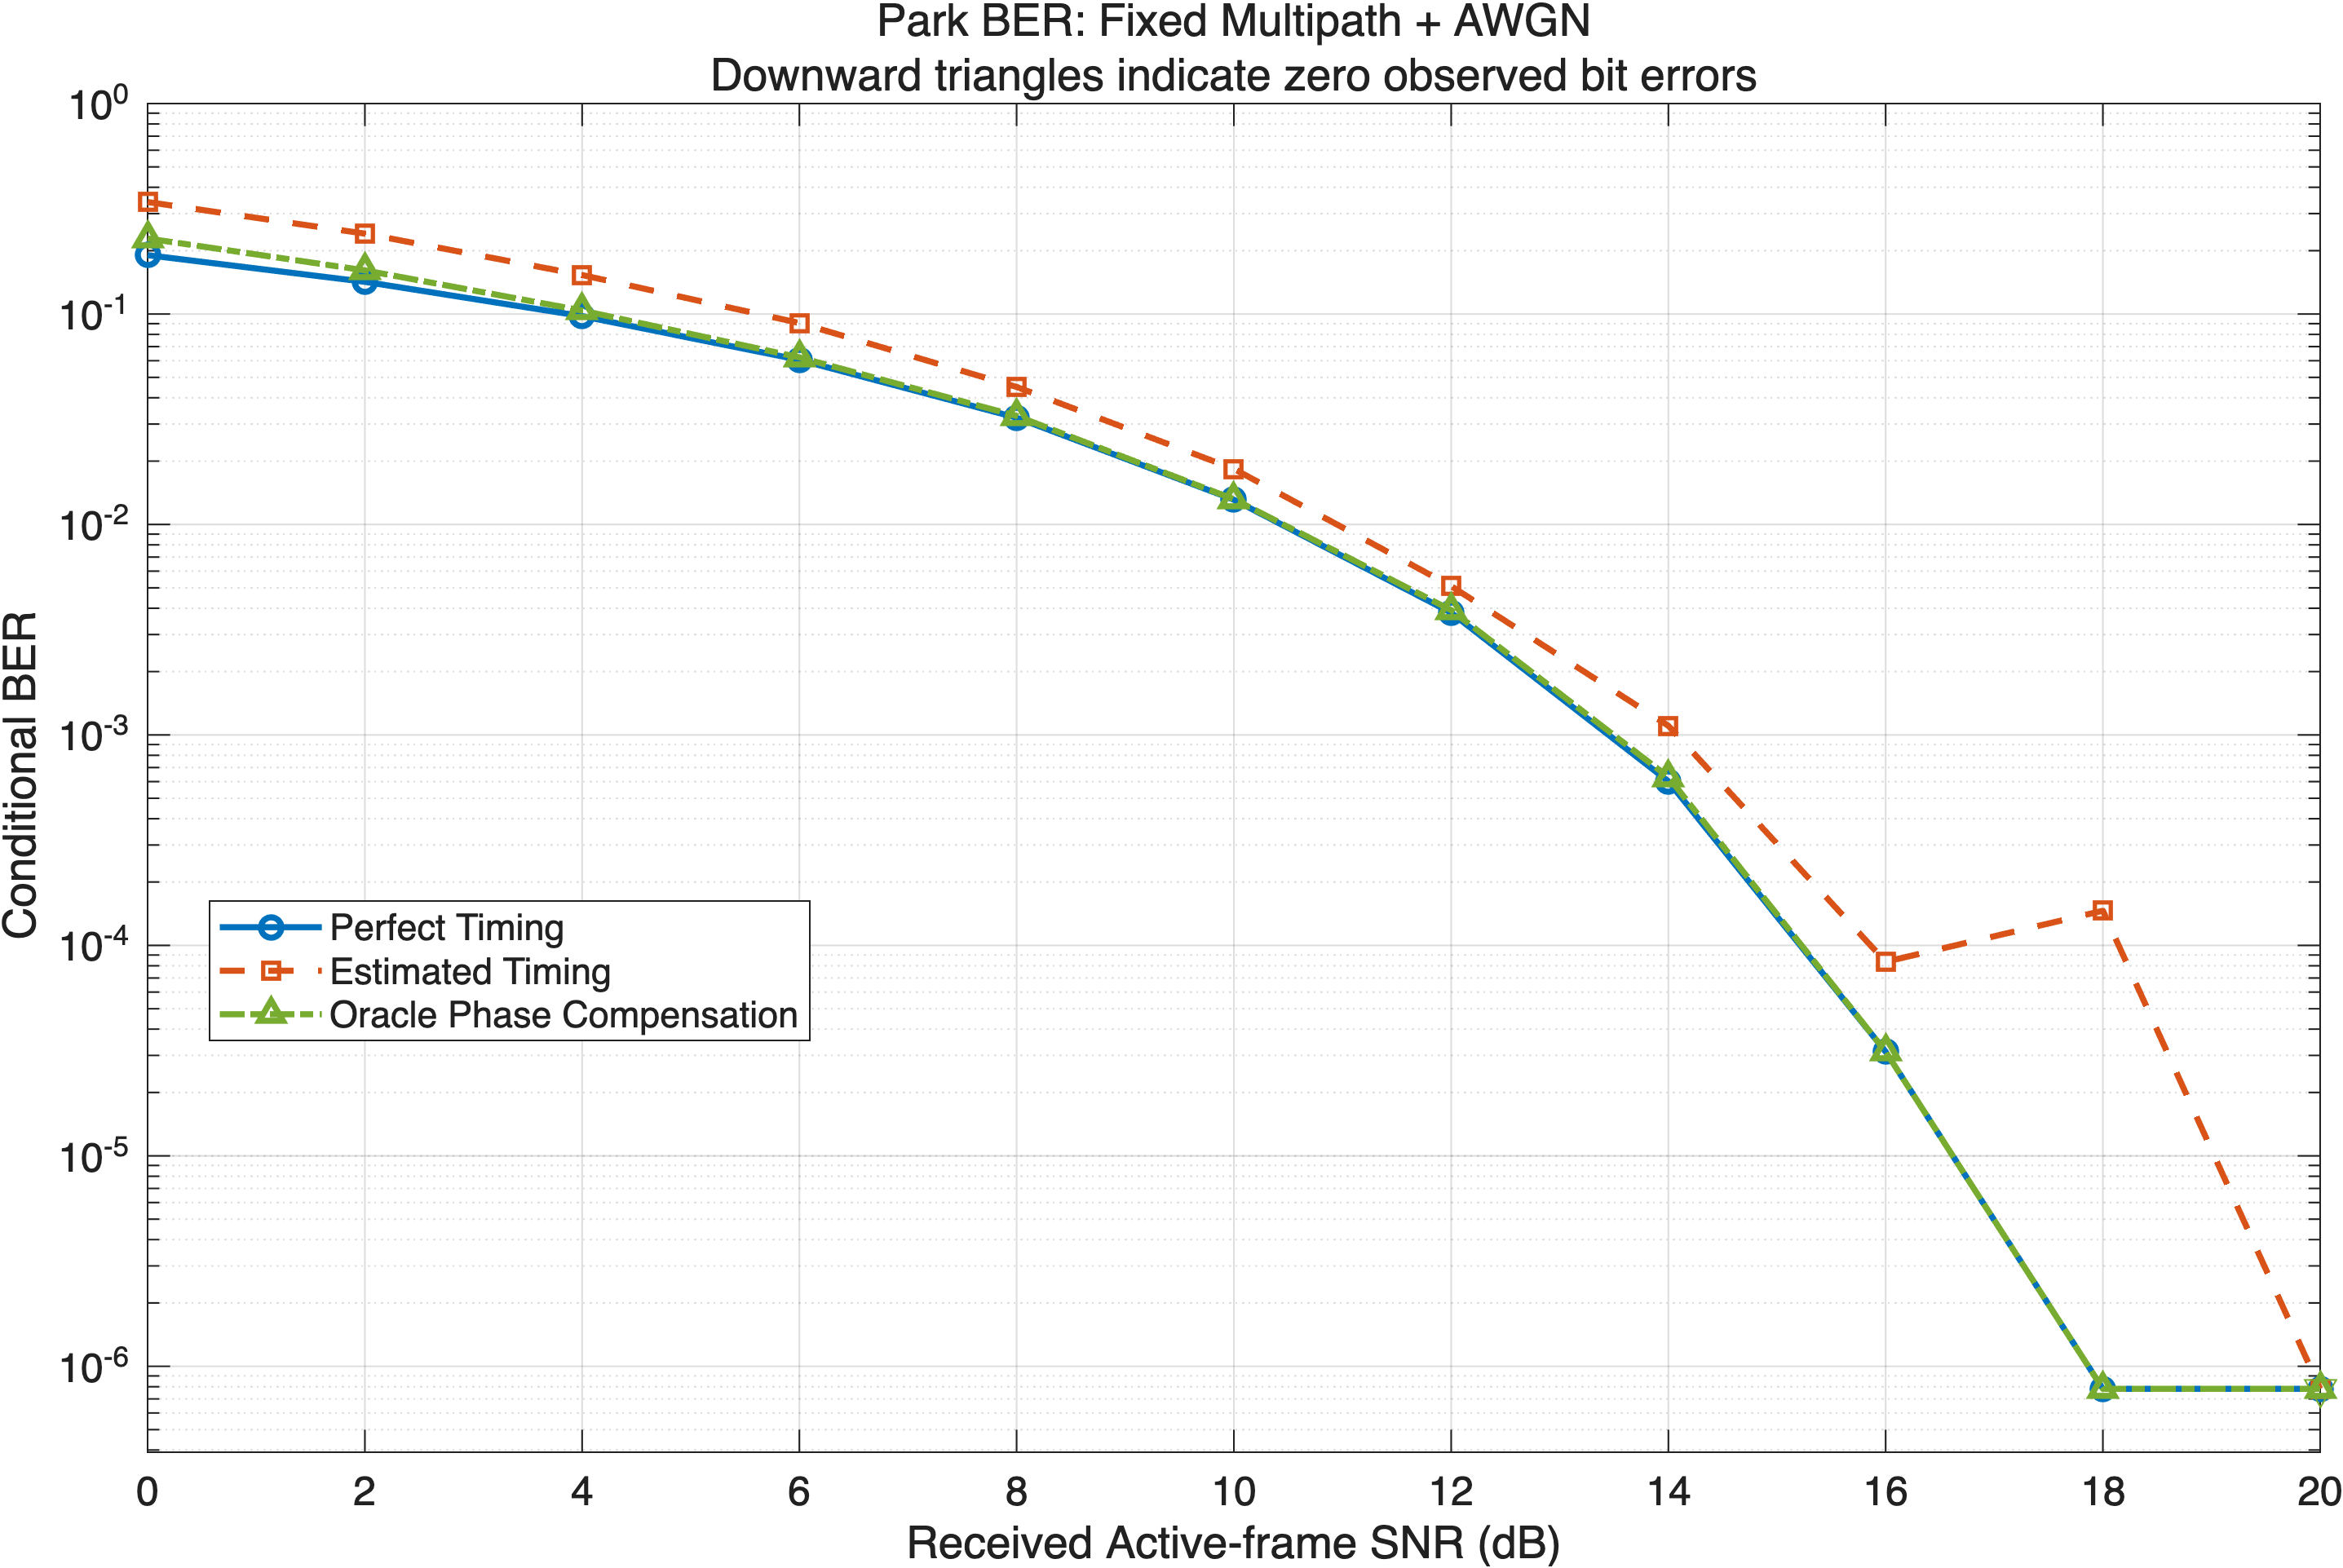 Park BER: Fixed Multipath + AWGN
Downward triangles indicate zero observed bit errors
10^0
10^-1
10^-2
10^-3
10^-4
10^-5
10^-6
Conditional BER
Perfect Timing
Estimated Timing
Oracle Phase Compensation
0 2 4 6 8 10 12 14 16 18 20
Received Active-frame SNR (dB)